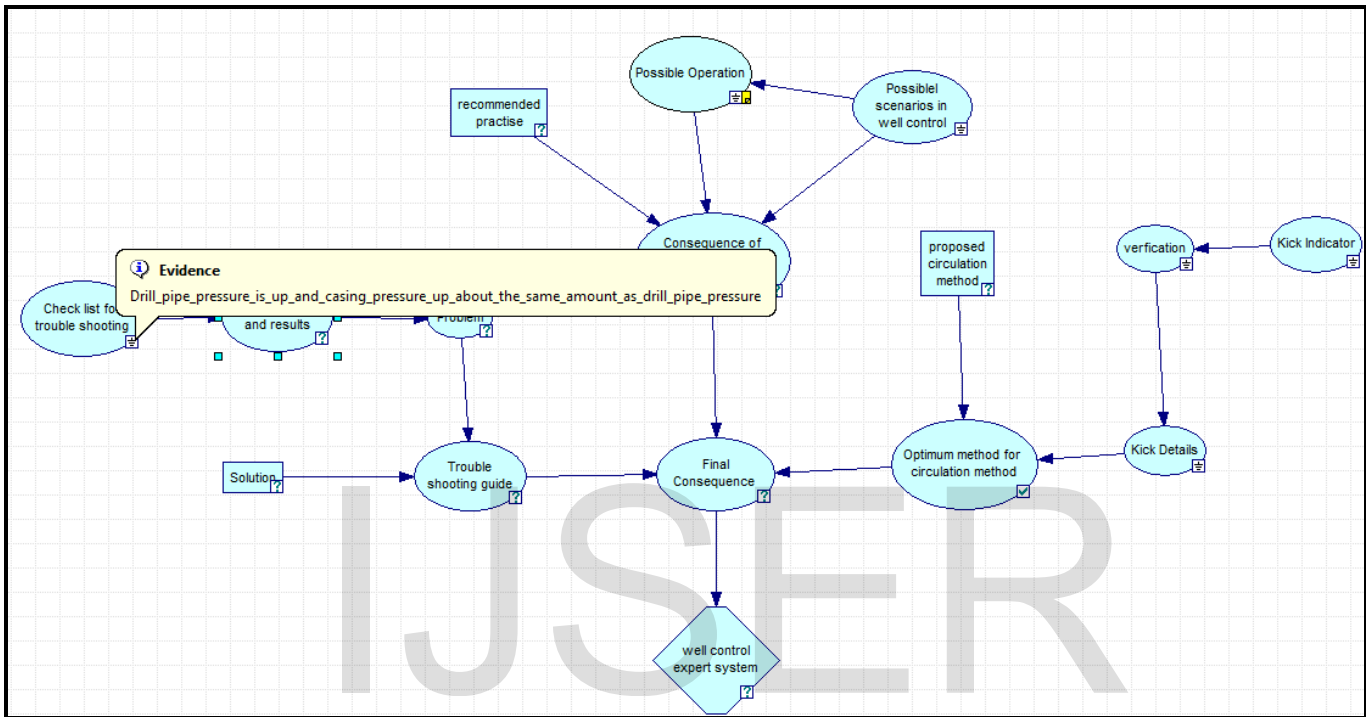 Possible Operation
Possiblel
scenarios in
well control
recommended
practise
Consequence of
proposed
circulation
method
verfication
Kick Indicator
Evidence
Drill_pipe_pressure_is_up_and_casing_pressure_up_about_the_same_amount_as_drill_pipe_pressure
Check list fo
trouble shooting
and results
Problem
Solution
Trouble
shooting guide
Final
Consequence
Optimum method for
circulation method
Kick Details
well control
expert system
IJSER